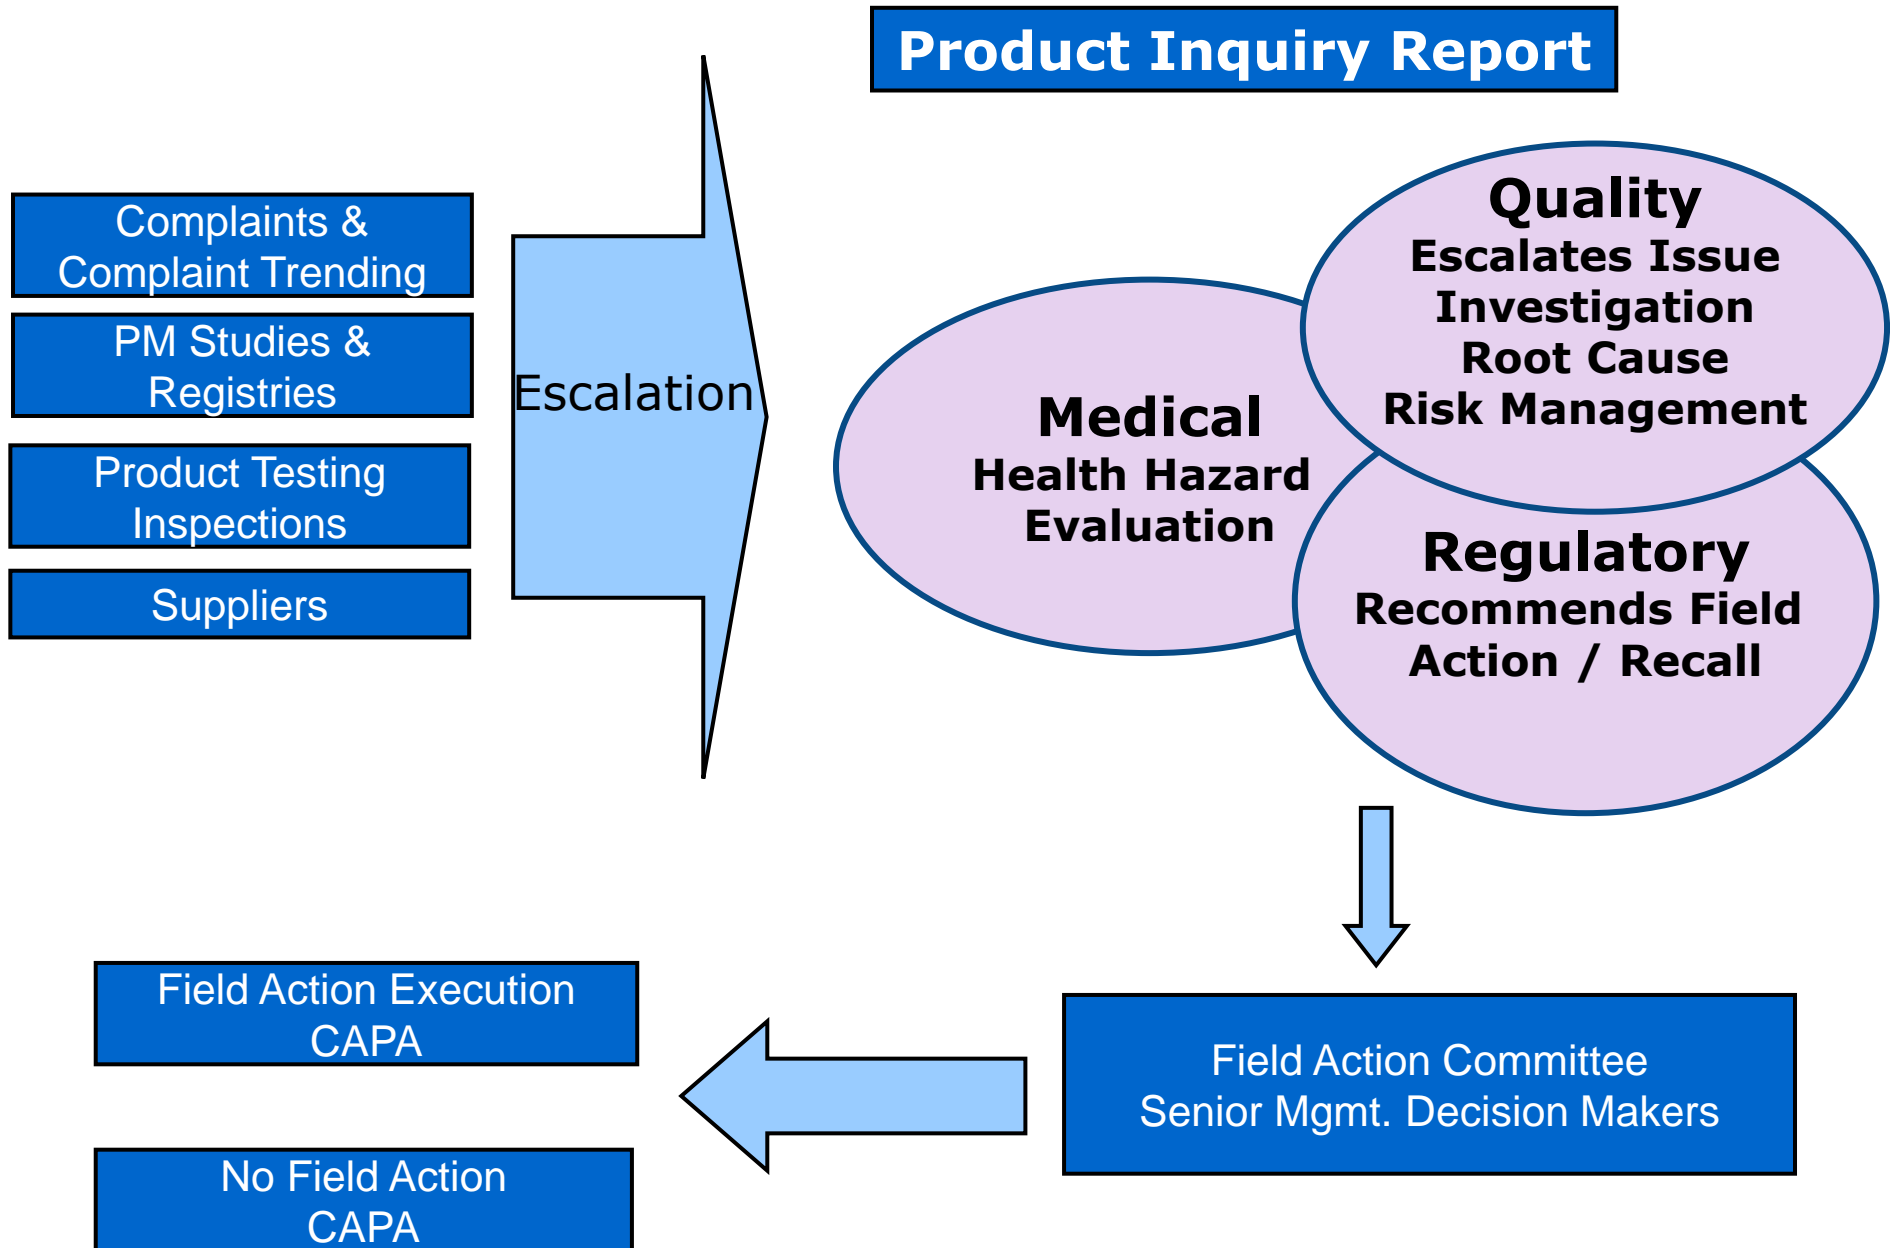 Product Inquiry Report
Complaints &
Complaint Trending
PM Studies &
Registries
Product Testing
Inspections
Suppliers
Escalation
Quality
Escalates Issue
Investigation
Root Cause
Risk Management
Medical
Health Hazard
Evaluation
Regulatory
Recommends Field
Action / Recall
Field Action Committee
Senior Mgmt. Decision Makers
Field Action Execution
CAPA
No Field Action
CAPA